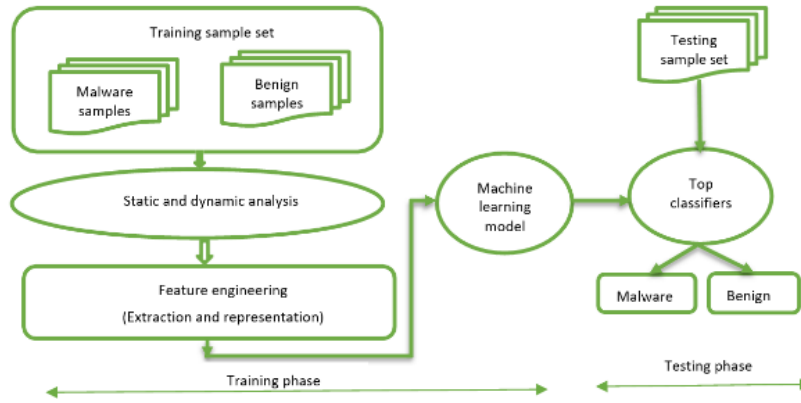 Training sample set
Malware
samples
Benign
samples
Static and dynamic analysis
Feature engineering
(Extraction and representation)
Machine
learning
model
Testing
sample set
Top
classifiers
Malware
Benign
Training phase
Testing phase